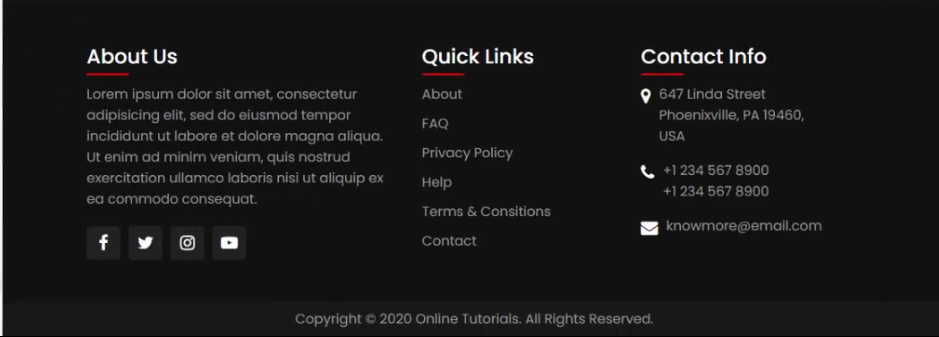 About Us
Lorem ipsum dolor sit amet, consectetur
adipisicing elit, sed do eiusmod tempor
incididunt ut labore et dolore magna aliqua.
Ut enim ad minim veniam, quis nostrud
exercitation ullamco laboris nisi ut aliquip ex
ea commodo consequat.
Quick Links
About
FAQ
Privacy Policy
Help
Terms & Consitions
Contact
Contact Info
647 Linda Street
Phoenixville, PA 19460,
USA
+1 234 567 8900
+1 234 567 8900
knowmore@email.com
Copyright © 2020 Online Tutorials. All Rights Reserved.